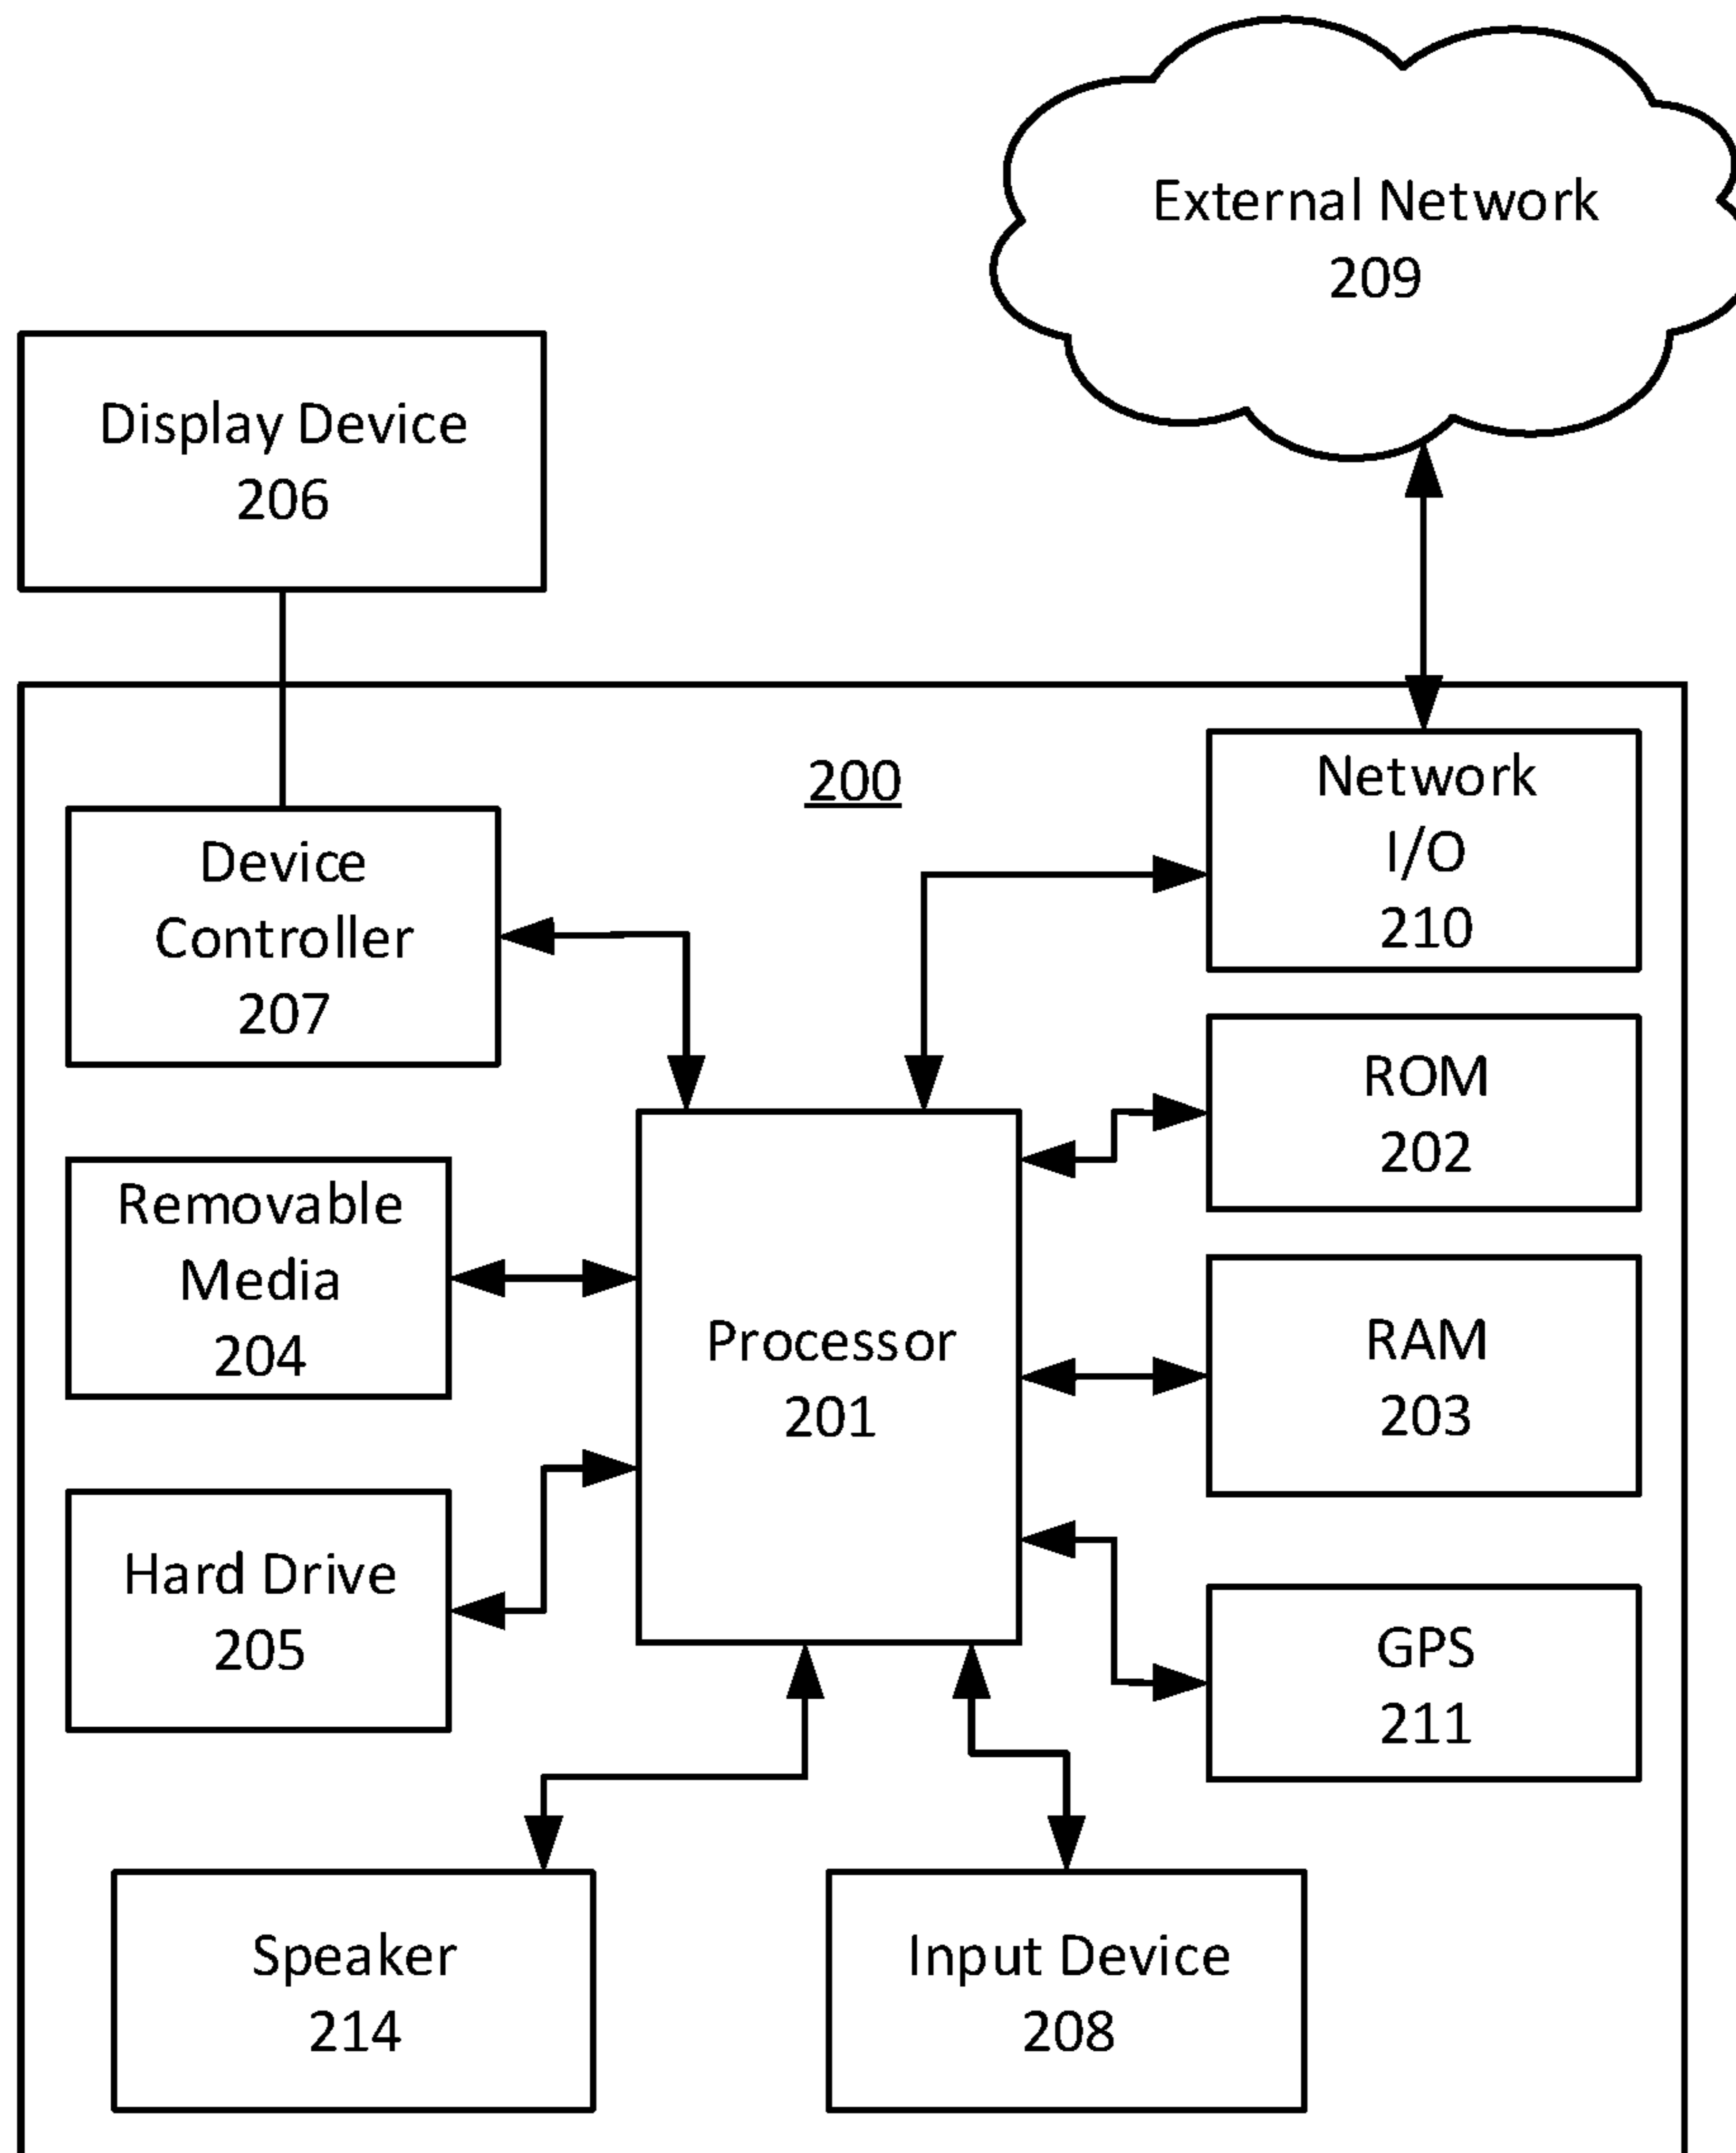 External Network
209
Display Device
206
200
Network
I/O
210
Device
Controller
207
ROM
202
Removable
Media
204
Processor
201
RAM
203
Hard Drive
205
GPS
211
Speaker
214
Input Device
208